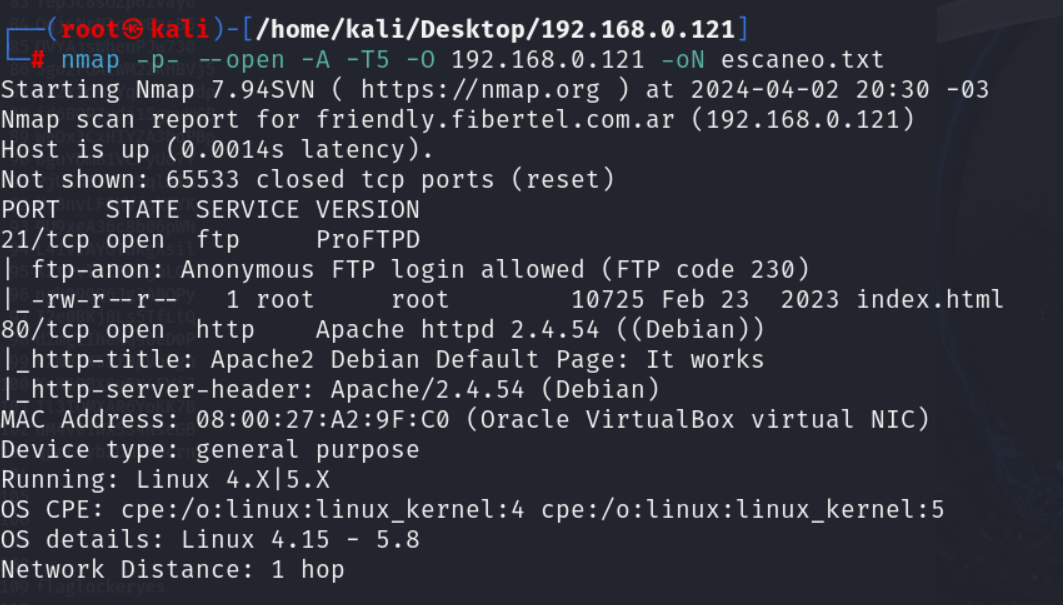 ┌──(root㉿kali)-[/home/kali/Desktop/192.168.0.121]
└─# nmap -p- --open -A -T5 -O 192.168.0.121 -oN escaneo.txt
Starting Nmap 7.94SVN ( https://nmap.org ) at 2024-04-02 20:30 -03
Nmap scan report for friendly.fibertel.com.ar (192.168.0.121)
Host is up (0.0014s latency).
Not shown: 65533 closed tcp ports (reset)
PORT   STATE SERVICE VERSION
21/tcp open  ftp     ProFTPD
| ftp-anon: Anonymous FTP login allowed (FTP code 230)
|_-rw-r--r--   1 root     root        10725 Feb 23  2023 index.html
80/tcp open  http    Apache httpd 2.4.54 ((Debian))
|_http-title: Apache2 Debian Default Page: It works
|_http-server-header: Apache/2.4.54 (Debian)
MAC Address: 08:00:27:A2:9F:C0 (Oracle VirtualBox virtual NIC)
Device type: general purpose
Running: Linux 4.X|5.X
OS CPE: cpe:/o:linux:linux_kernel:4 cpe:/o:linux:linux_kernel:5
OS details: Linux 4.15 - 5.8
Network Distance: 1 hop
109 flaglockeryes